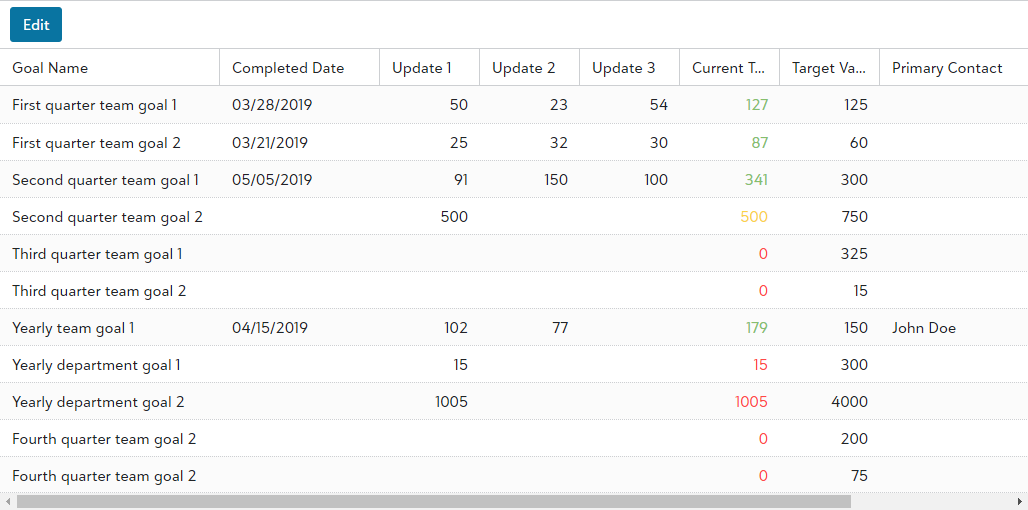 Edit
Goal Name Completed Date Update 1 Update 2 Update 3 Current T... Target Va... Primary Contact
First quarter team goal 1 03/28/2019 50 23 54 127 125
First quarter team goal 2 03/21/2019 25 32 30 87 60
Second quarter team goal 1 05/05/2019 91 150 100 341 300
Second quarter team goal 2 500 500 750
Third quarter team goal 1 0 325
Third quarter team goal 2 0 15
Yearly team goal 1 04/15/2019 102 77 179 150 John Doe
Yearly department goal 1 15 15 300
Yearly department goal 2 1005 1005 4000
Fourth quarter team goal 2 0 200
Fourth quarter team goal 2 0 75